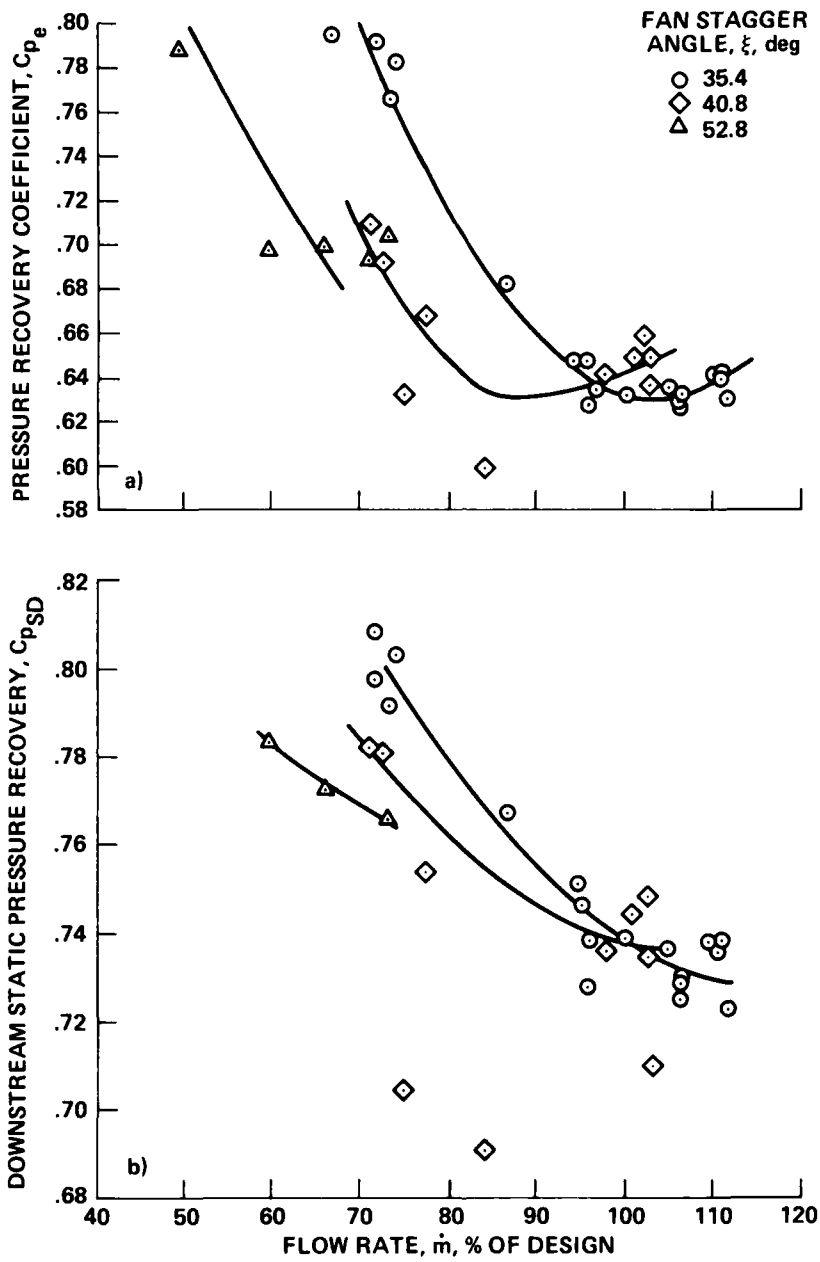 PRESSURE RECOVERY COEFFICIENT, Cpe
.80
.78
.76
.74
.72
.70
.68
.66
.64
.62
.60
.58
a)
FAN STAGGER
ANGLE, ξ, deg
35.4
40.8
52.8
DOWNSTREAM STATIC PRESSURE RECOVERY, CpSD
.82
.80
.78
.76
.74
.72
.70
.68
b)
40 50 60 70 80 90 100 110 120
FLOW RATE, ṁ, % OF DESIGN